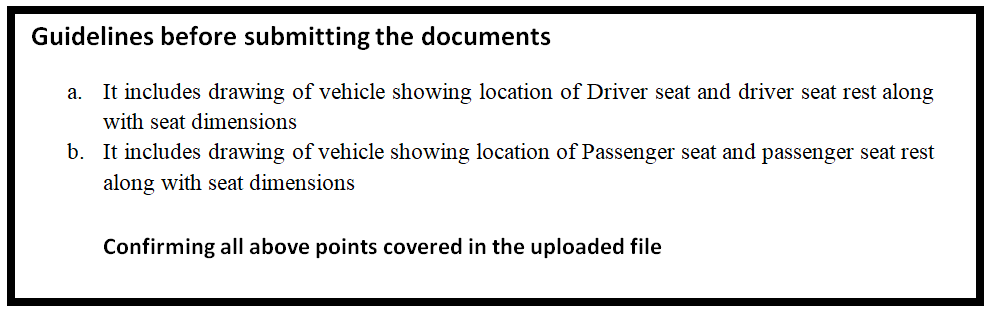 Guidelines before submitting the documents
a. It includes drawing of vehicle showing location of Driver seat and driver seat rest along
with seat dimensions
b. It includes drawing of vehicle showing location of Passenger seat and passenger seat rest
along with seat dimensions
Confirming all above points covered in the uploaded file